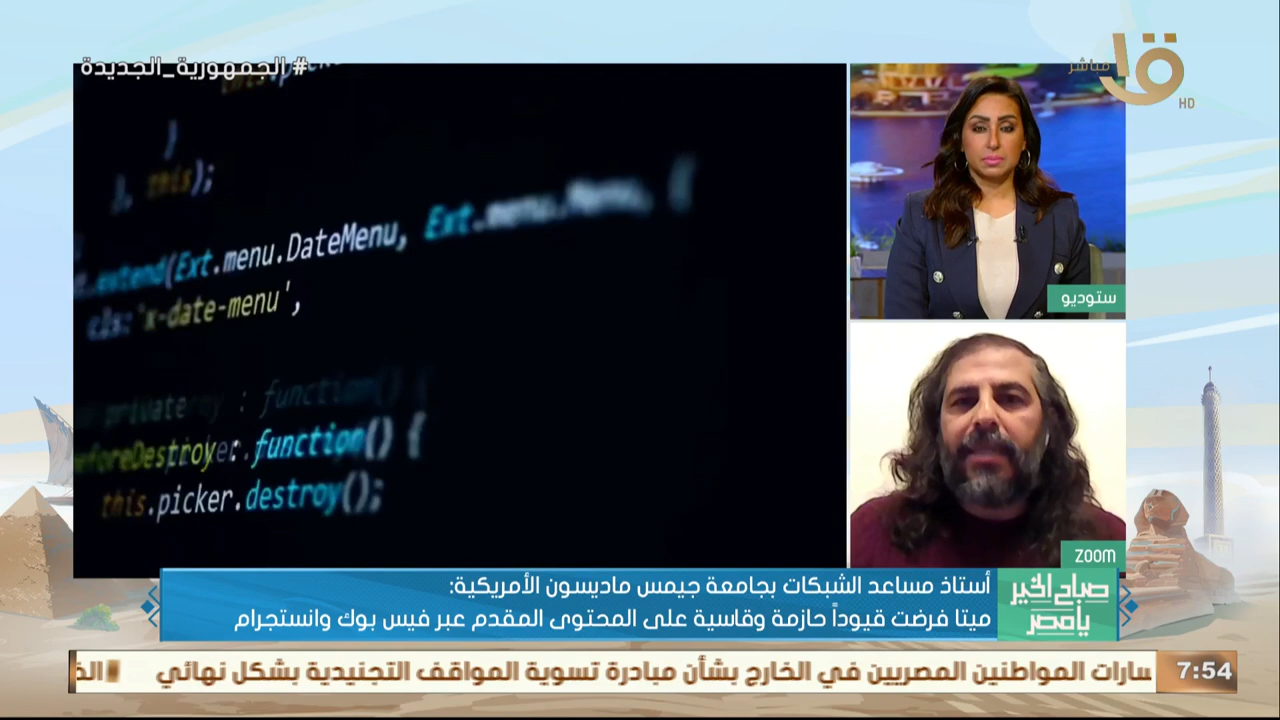 #الجمهورية_الجديدة
مباشر
HD
), this);
.extend(Ext.menu.DateMenu, Ext.menu.Menu, {
cls: 'x-date-menu',
private : function() {
beforeDestroy: function() {
this.picker.destroy();
ستوديو
zoom
صباح الخير
يا مصر
أستاذ مساعد الشبكات بجامعة جيمس ماديسون الأمريكية:
ميتا فرضت قيوداً حازمة وقاسية على المحتوى المقدم عبر فيس بوك وانستجرام
7:54
المواطنين المصريين في الخارج بشأن مبادرة تسوية المواقف التجنيدية بشكل نهائي